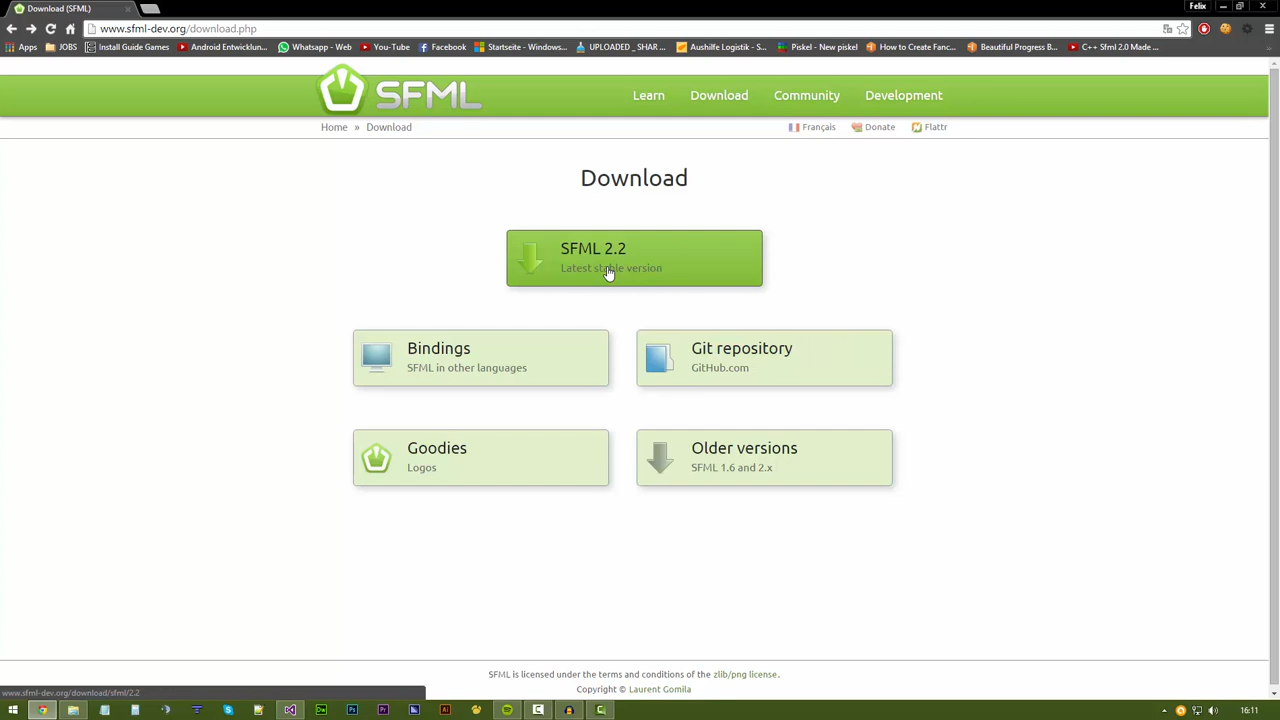 Download (SFML)
Felix
www.sfml-dev.org/download.php
Apps JOBS Install Guide Games Android Entwicklun... Whatsapp - Web You-Tube Facebook Startseite - Windows... UPLOADED _ SHAR ... Aushilfe Logistik - S... Piskel - New piskel How to Create Fanc... Beautiful Progress B... C++ Sfml 2.0 Made ...
SFML
Learn Download Community Development
Home » Download
Français Donate Flattr
Download
SFML 2.2
Latest stable version
Bindings
SFML in other languages
Git repository
GitHub.com
Goodies
Logos
Older versions
SFML 1.6 and 2.x
SFML is licensed under the terms and conditions of the zlib/png license.
Copyright © Laurent Gomila
www.sfml-dev.org/download/sfml/2.2
Dw Ps Pr Ai
16:11